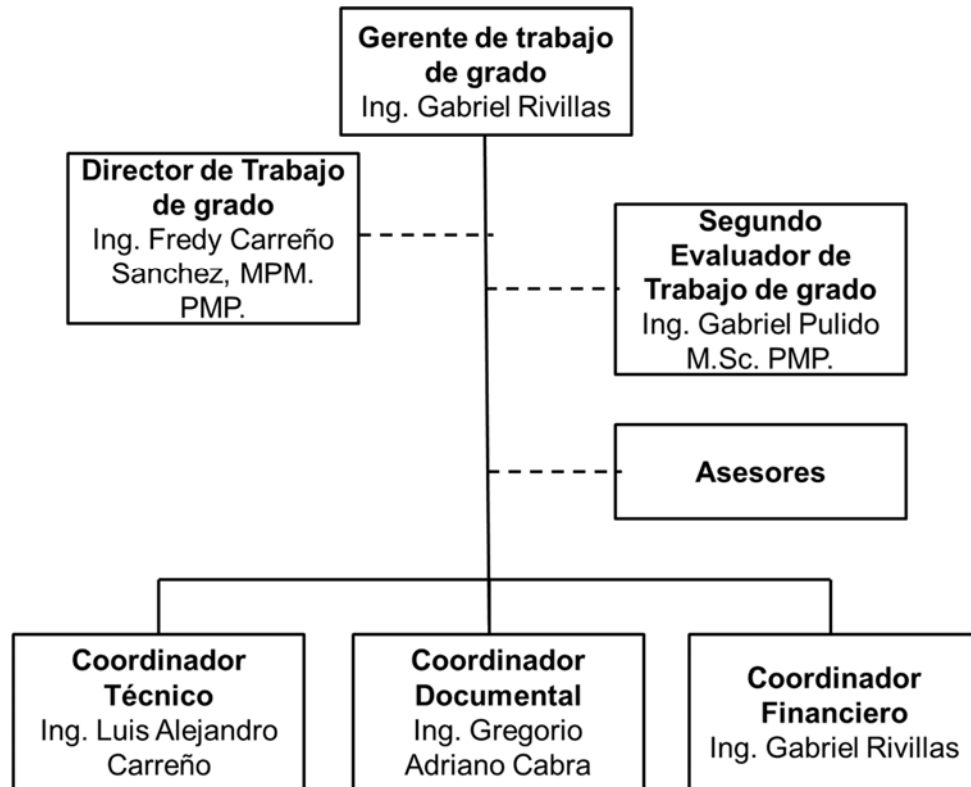 Gerente de trabajo
de grado
Ing. Gabriel Rivillas
Director de Trabajo
de grado
Ing. Fredy Carreño
Sanchez, MPM.
PMP.
Segundo
Evaluador de
Trabajo de grado
Ing. Gabriel Pulido
M.Sc. PMP.
Asesores
Coordinador
Técnico
Ing. Luis Alejandro
Carreño
Coordinador
Documental
Ing. Gregorio
Adriano Cabra
Coordinador
Financiero
Ing. Gabriel Rivillas